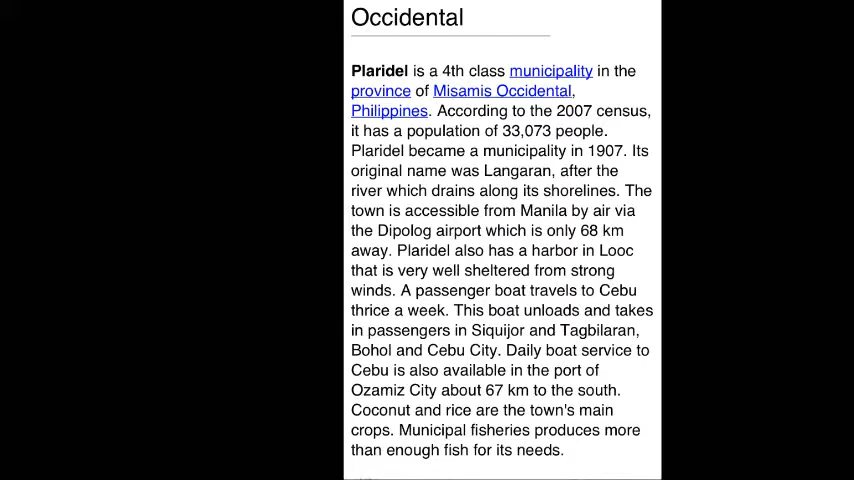 Occidental
Plaridel is a 4th class municipality in the
province of Misamis Occidental,
Philippines. According to the 2007 census,
it has a population of 33,073 people.
Plaridel became a municipality in 1907. Its
original name was Langaran, after the
river which drains along its shorelines. The
town is accessible from Manila by air via
the Dipolog airport which is only 68 km
away. Plaridel also has a harbor in Looc
that is very well sheltered from strong
winds. A passenger boat travels to Cebu
thrice a week. This boat unloads and takes
in passengers in Siquijor and Tagbilaran,
Bohol and Cebu City. Daily boat service to
Cebu is also available in the port of
Ozamiz City about 67 km to the south.
Coconut and rice are the town's main
crops. Municipal fisheries produces more
than enough fish for its needs.